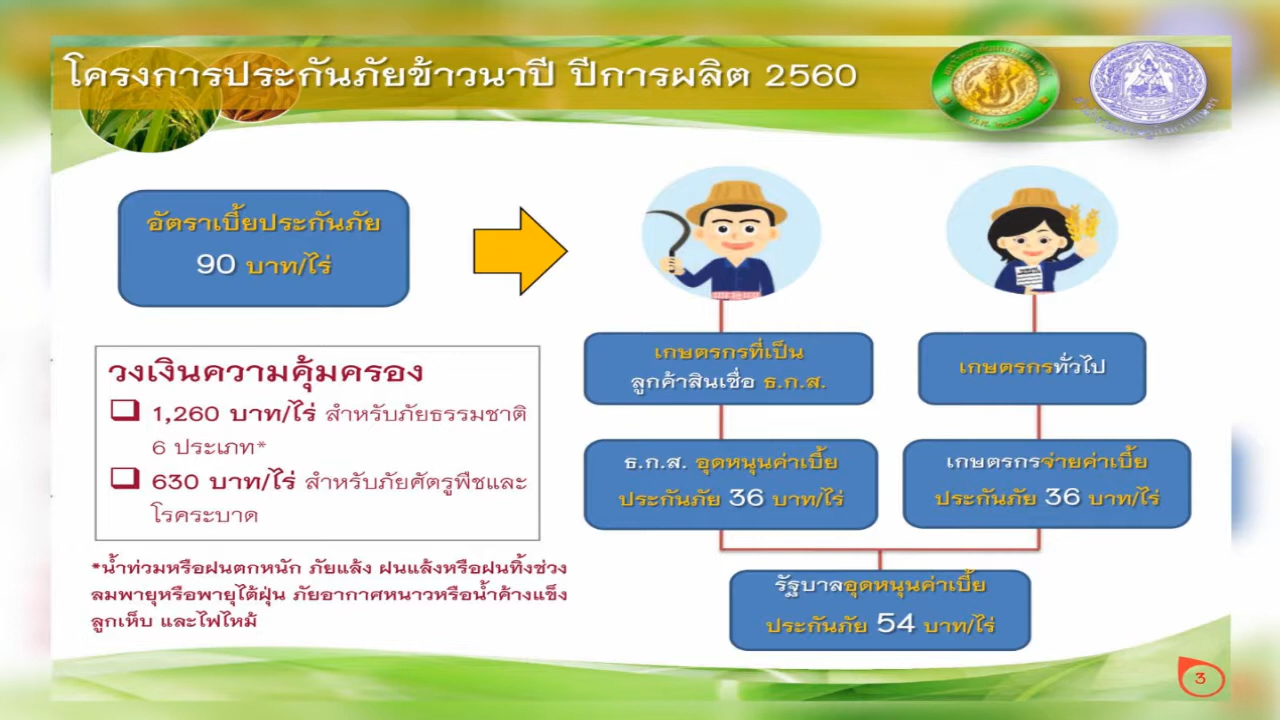 โครงการประกันภัยข้าวนาปี ปีการผลิต 2560
อัตราเบี้ยประกันภัย
90 บาท/ไร่
วงเงินความคุ้มครอง
1,260 บาท/ไร่ สำหรับภัยธรรมชาติ
6 ประเภท*
630 บาท/ไร่ สำหรับภัยศัตรูพืชและ
โรคระบาด
*น้ำท่วมหรือฝนตกหนัก ภัยแล้ง ฝนแล้งหรือฝนทิ้งช่วง
ลมพายุหรือพายุไต้ฝุ่น ภัยอากาศหนาวหรือน้ำค้างแข็ง
ลูกเห็บ และไฟไหม้
เกษตรกรที่เป็น
ลูกค้าสินเชื่อ ธ.ก.ส.
เกษตรกรทั่วไป
ธ.ก.ส. อุดหนุนค่าเบี้ย
ประกันภัย 36 บาท/ไร่
เกษตรกรจ่ายค่าเบี้ย
ประกันภัย 36 บาท/ไร่
รัฐบาลอุดหนุนค่าเบี้ย
ประกันภัย 54 บาท/ไร่
3